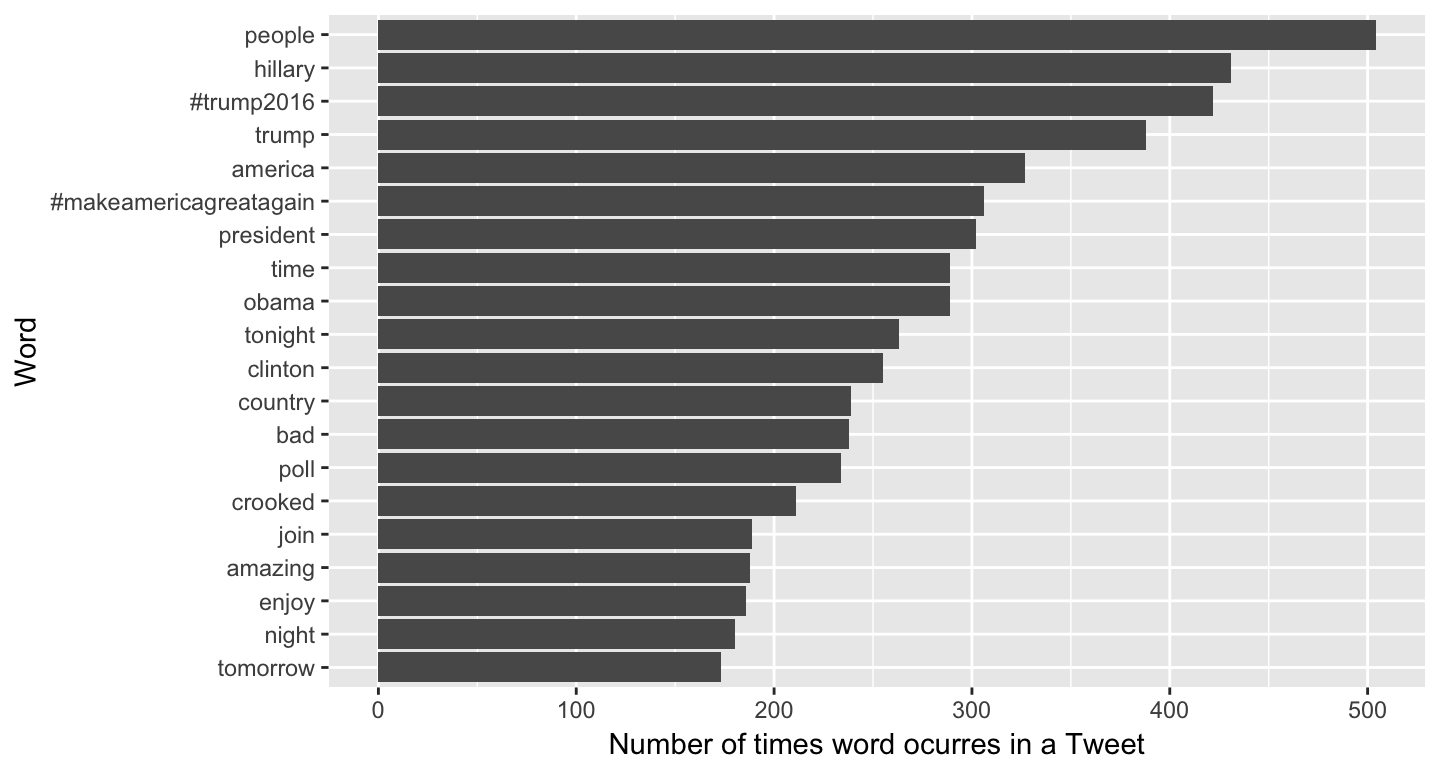 people
hillary
#trump2016
trump
america
#makeamericagreatagain
president
time
obama
tonight
clinton
country
bad
poll
crooked
join
amazing
enjoy
night
tomorrow
Word
0 100 200 300 400 500
Number of times word ocurres in a Tweet